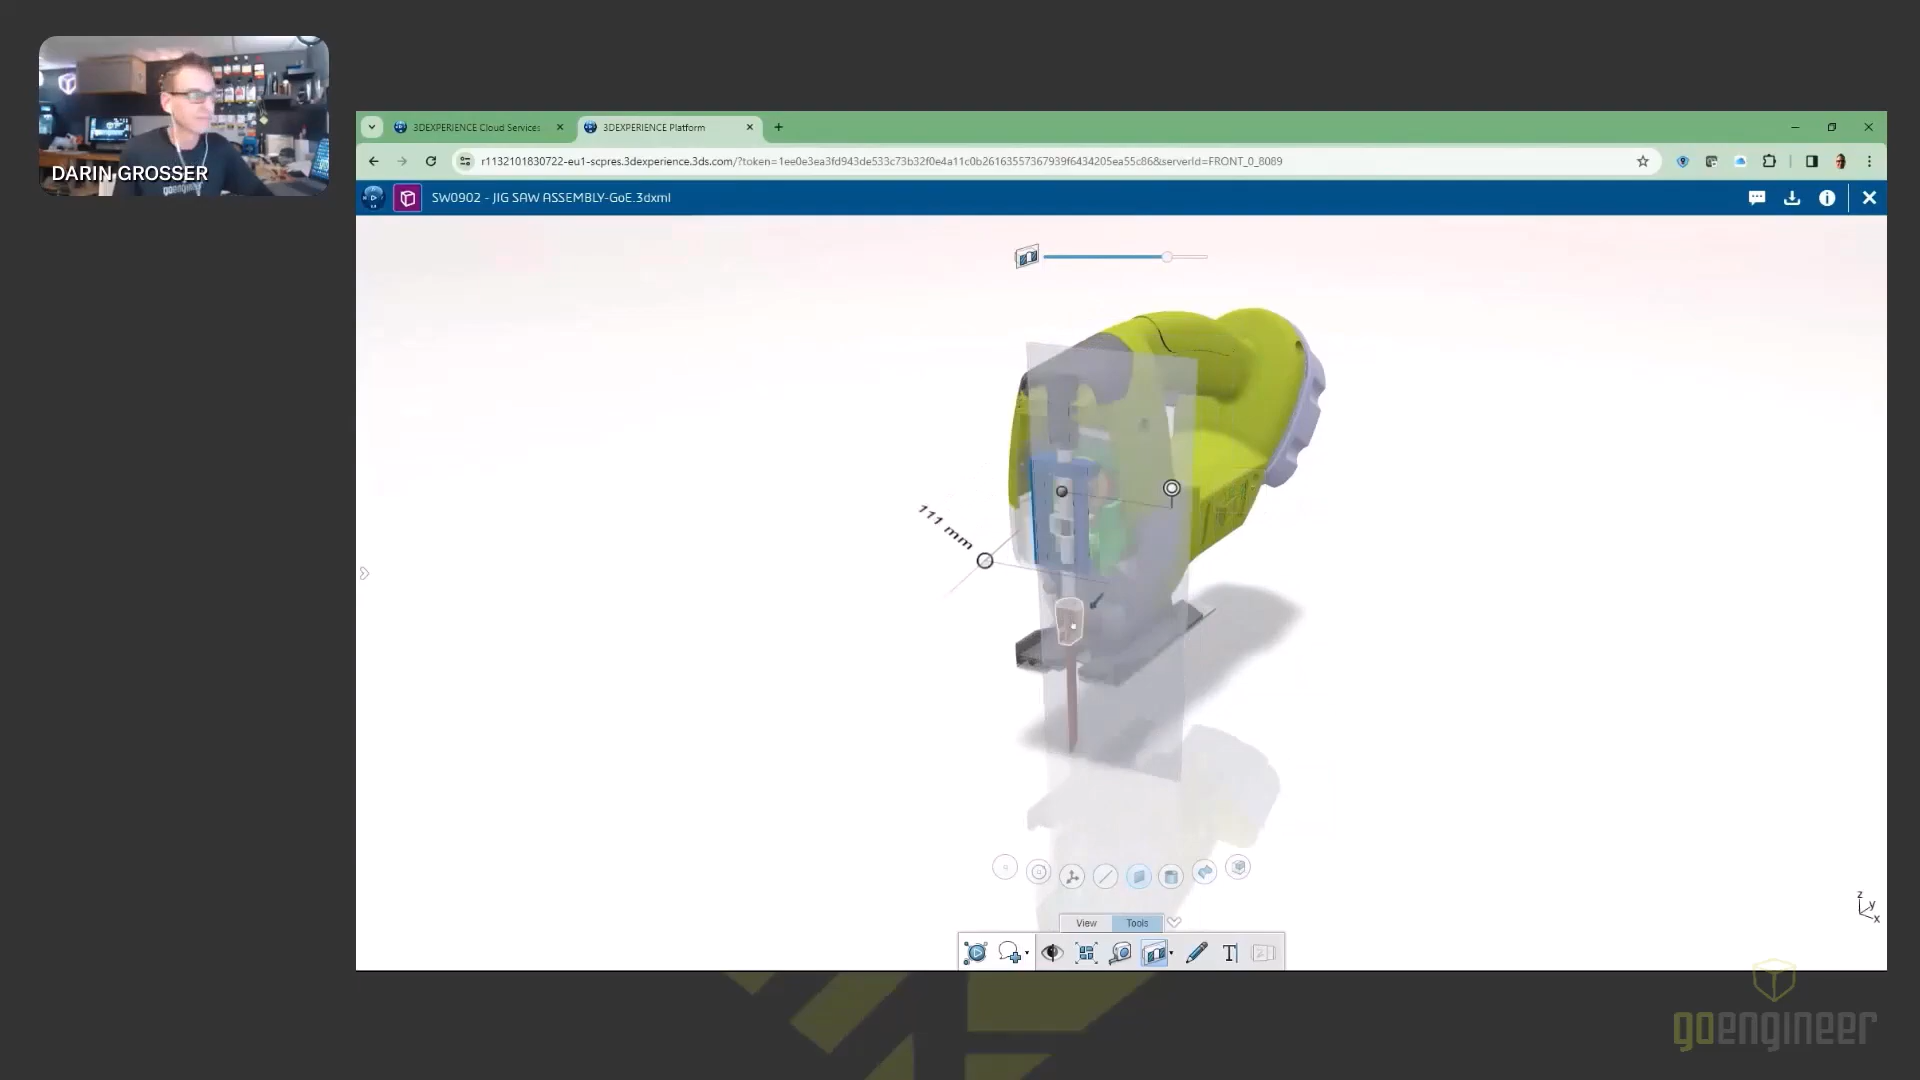 DARIN GROSSER
goengineer
3DEXPERIENCE Cloud Services
3DEXPERIENCE Platform
r1132101830722-eu1-scpres.3dexperience.3ds.com/?token=1ee0e3ea3fd943de533c73b32f0e4a11c0b26163557367939f6434205ea55c86&serverId=FRONT_0_8089
SW0902 - JIG SAW ASSEMBLY-GoE.3dxml
111 mm
z
y
x
View
Tools
goengineer